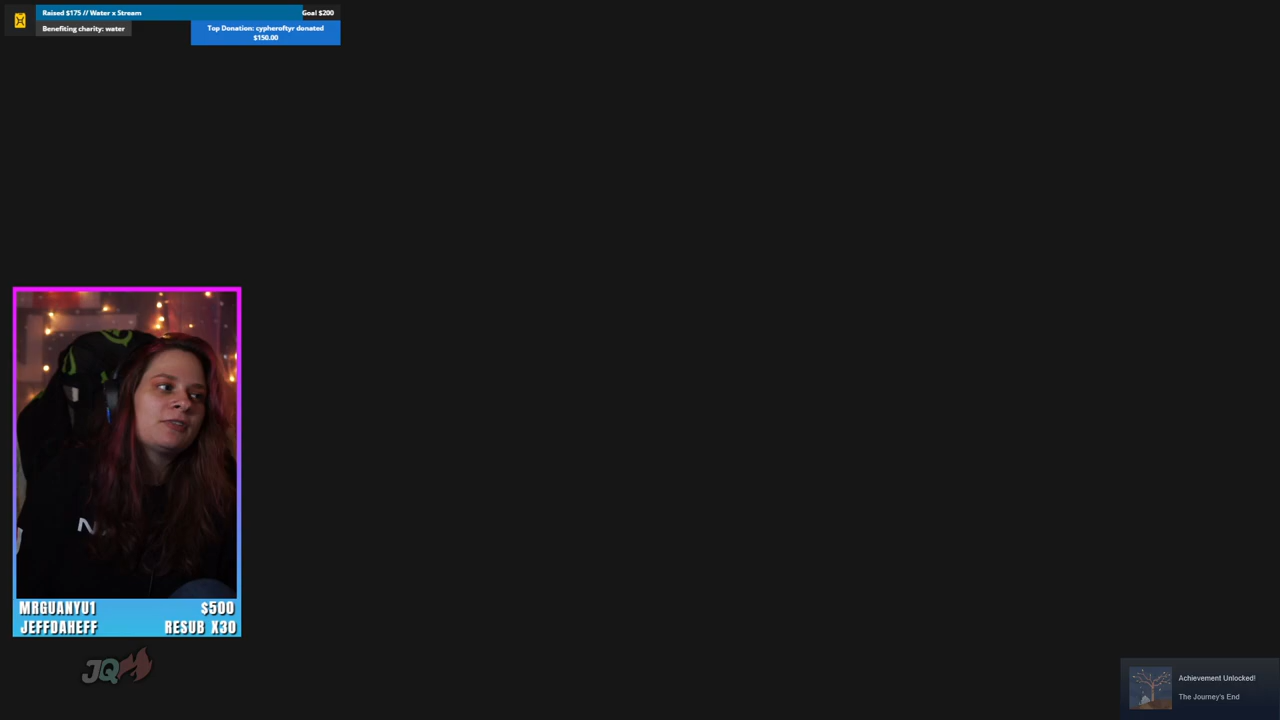 Raised $175 // Water x Stream
Goal $200
Benefiting charity: water
Top Donation: cypheroftyr donated
$150.00
N
MRGUANYU1 $500
JEFFDAHEFF RESUB X30
JQ
Achievement Unlocked!
The Journey's End